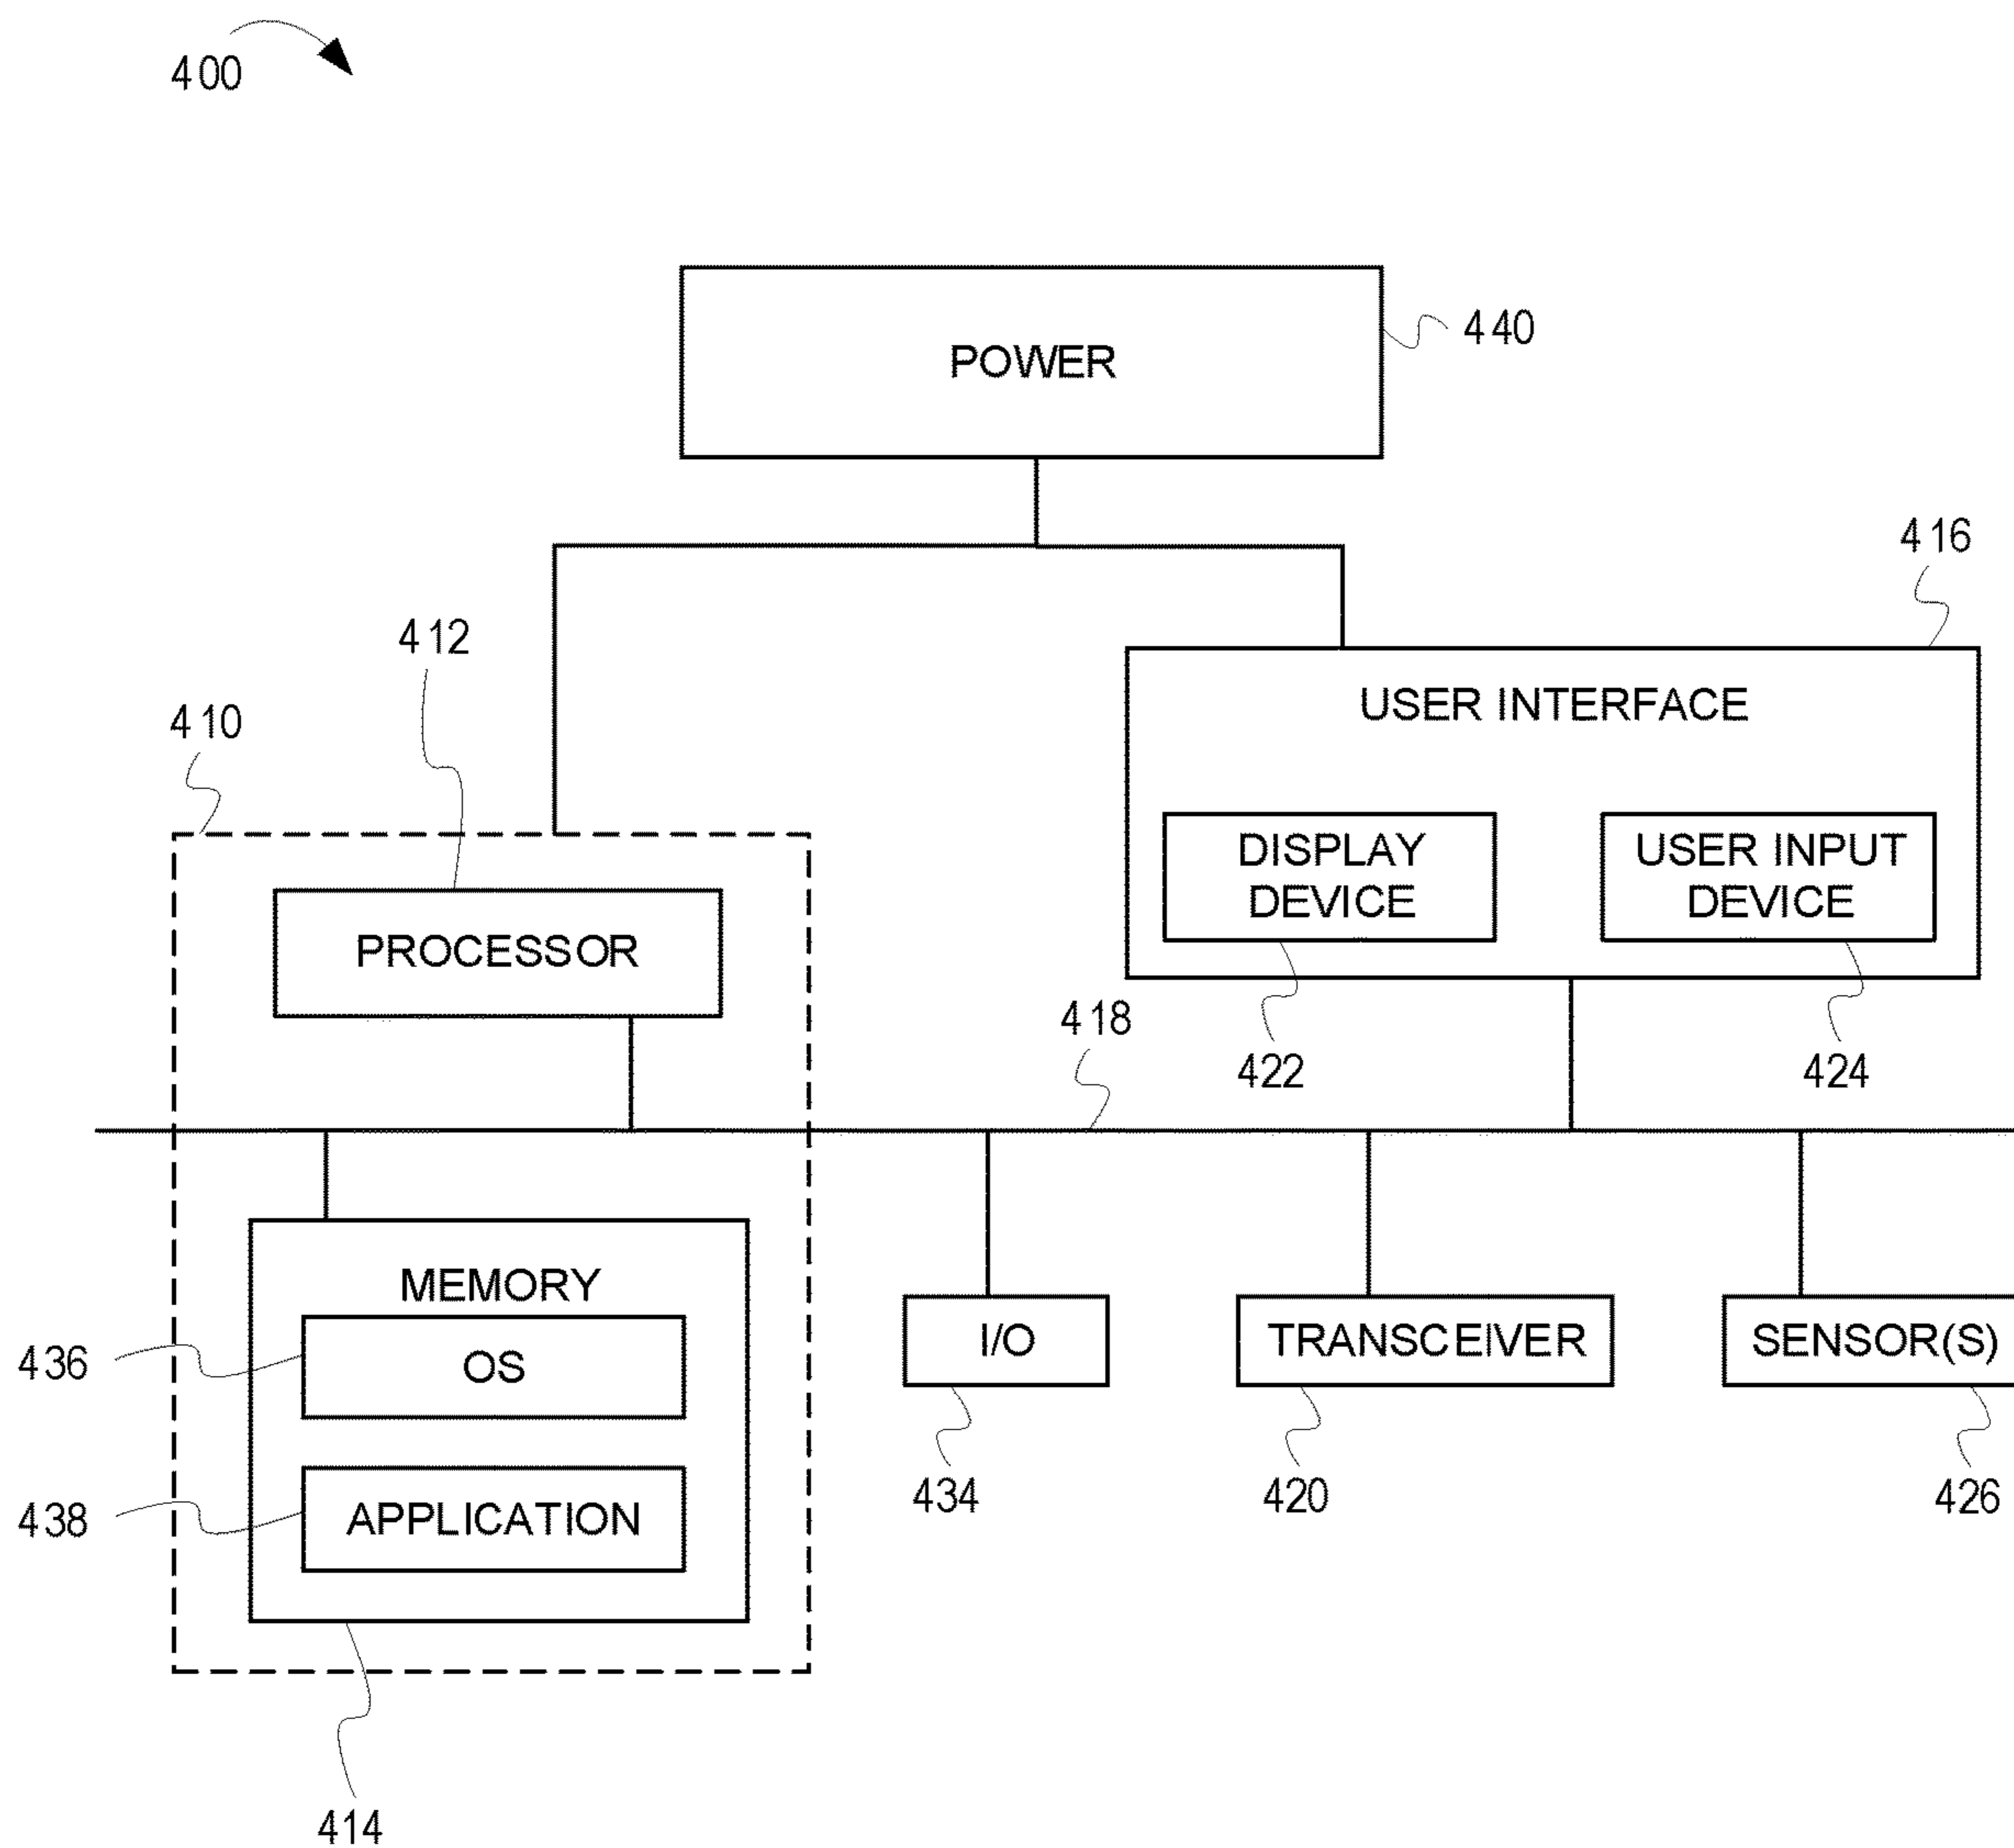 400
POWER
440
416
412
USER INTERFACE
410
DISPLAY
DEVICE
USER INPUT
DEVICE
PROCESSOR
418
422
424
MEMORY
I/O
TRANSCEIVER
SENSOR(S)
436
OS
434
420
426
438
APPLICATION
414